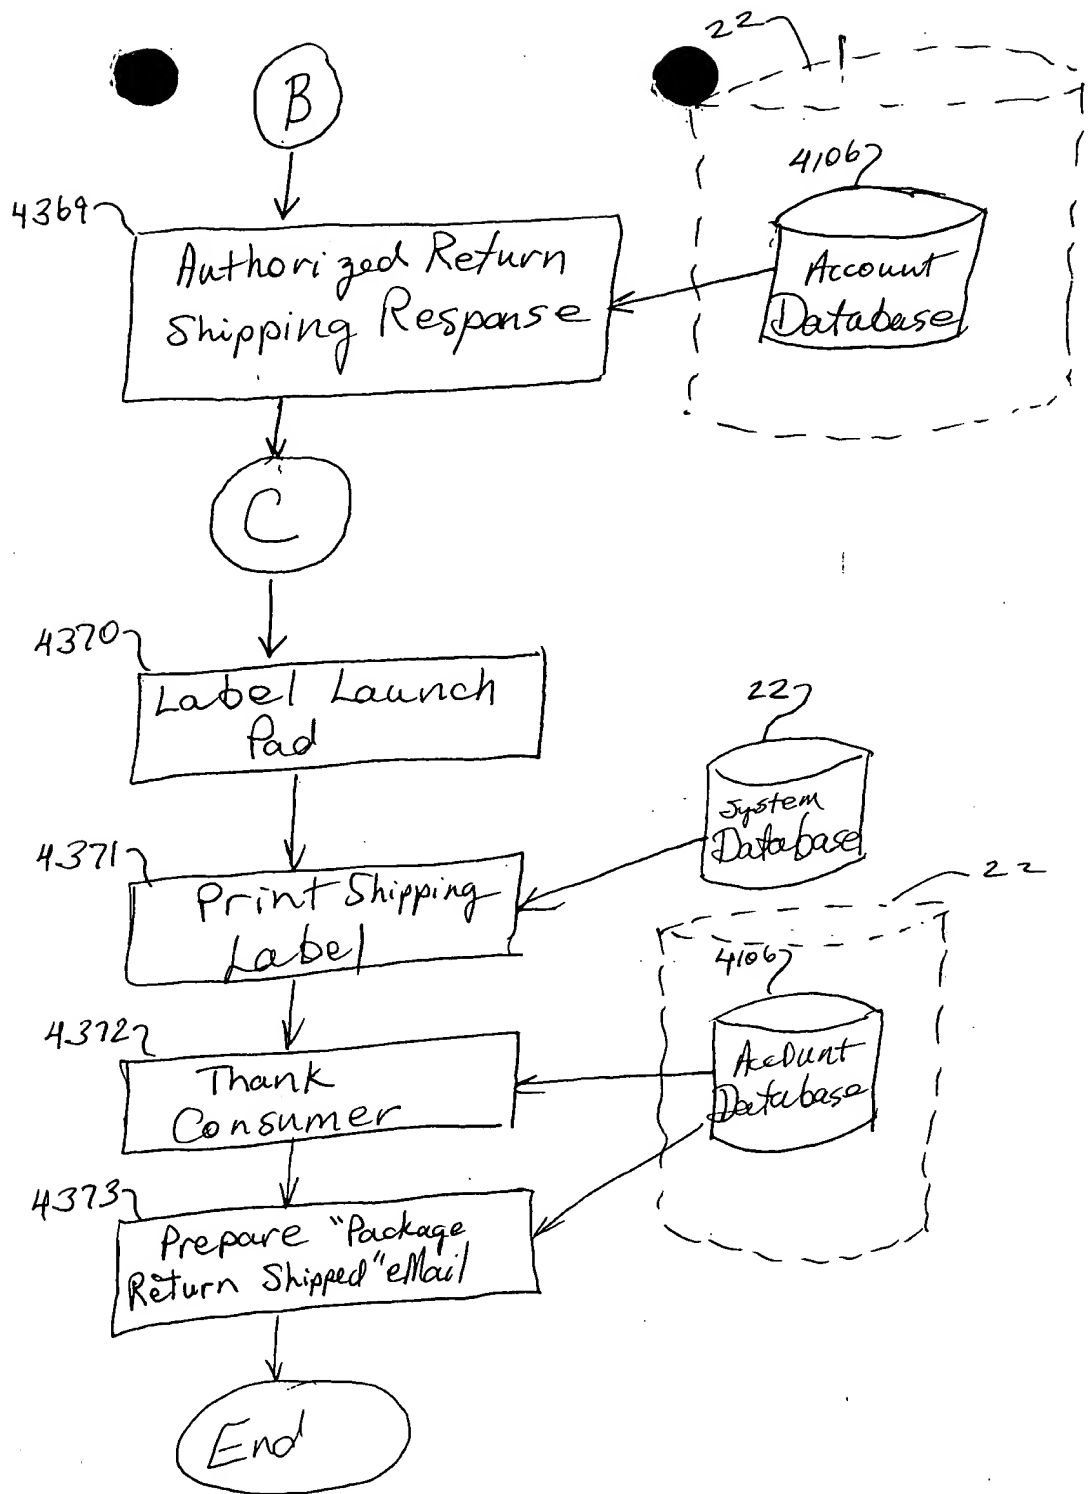 22
B
4106
4369
Authorized Return
Shipping Response
Account
Database
C
4370
Label Launch
Pad
22
System
Database
4371
Print Shipping
Label
22
4106
4372
Thank
Consumer
Account
Database
4373
Prepare "Package
Return Shipped" eMail
End